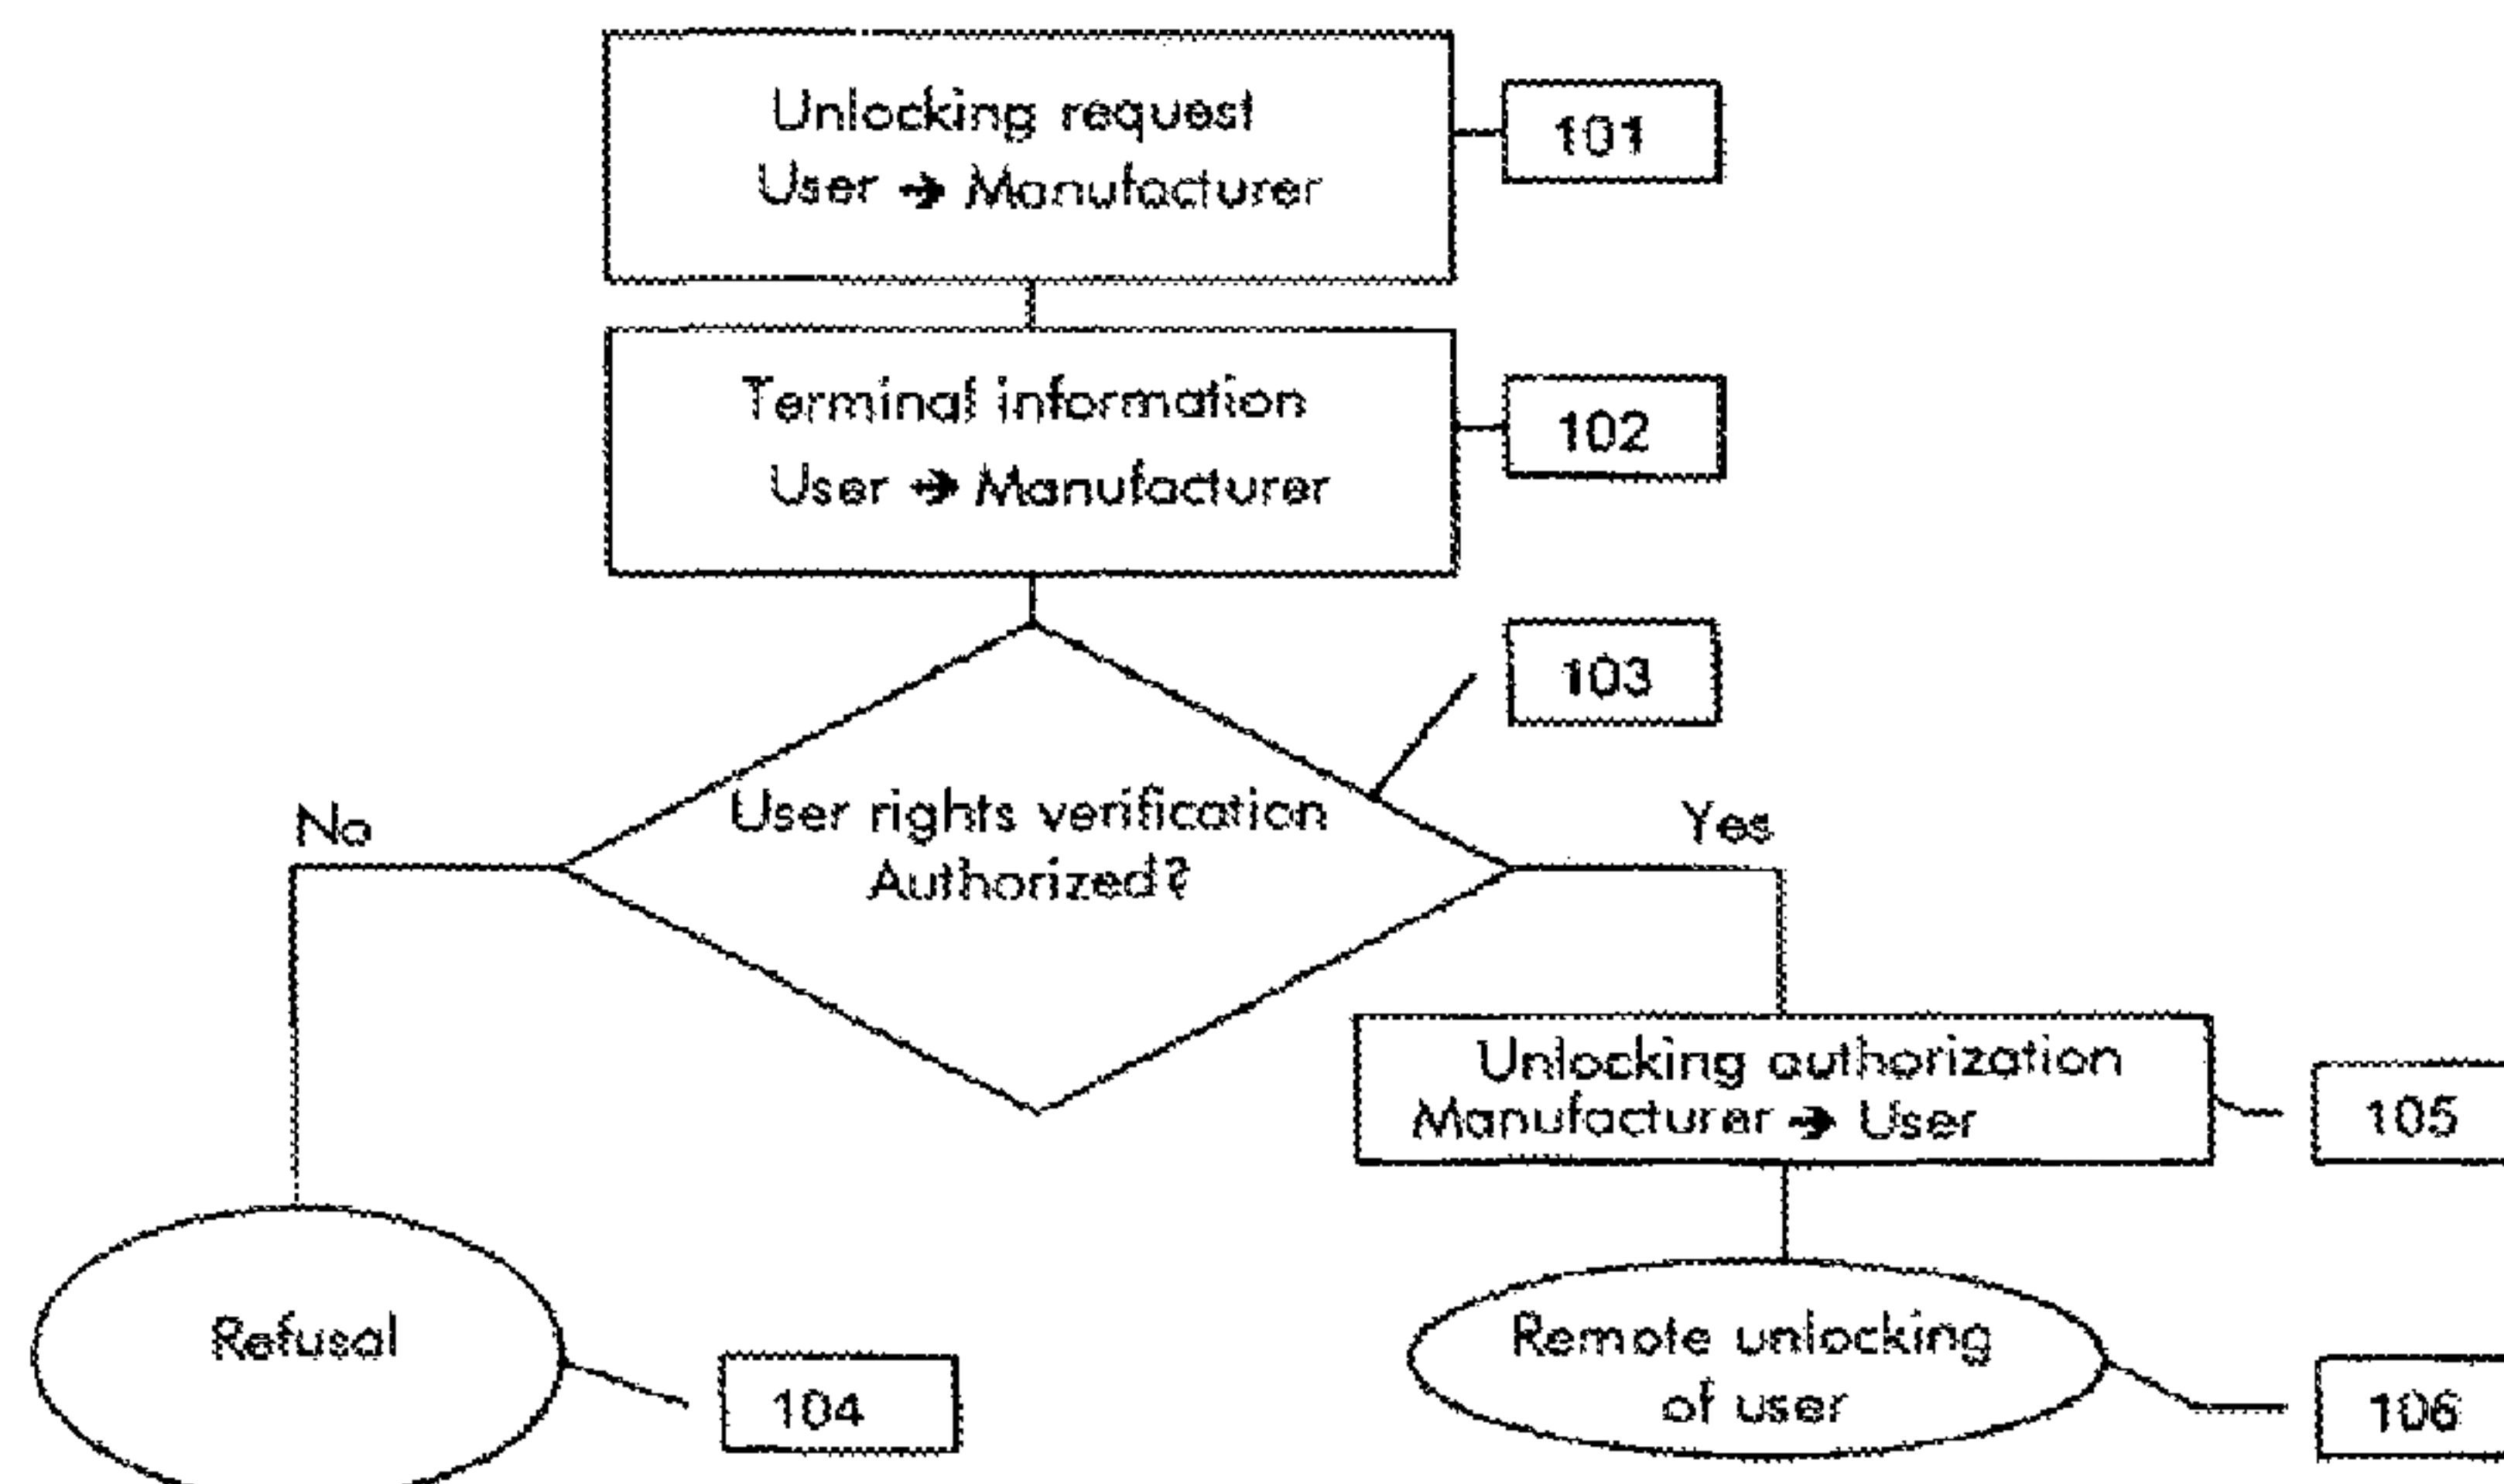 Unlocking request
User → Manufacturer
101
Terminal information
User → Manufacturer
102
103
User rights verification
Authorized?
No
Yes
Unlocking authorization
Manufacturer → User
105
Refusal
104
Remote unlocking
of user
106